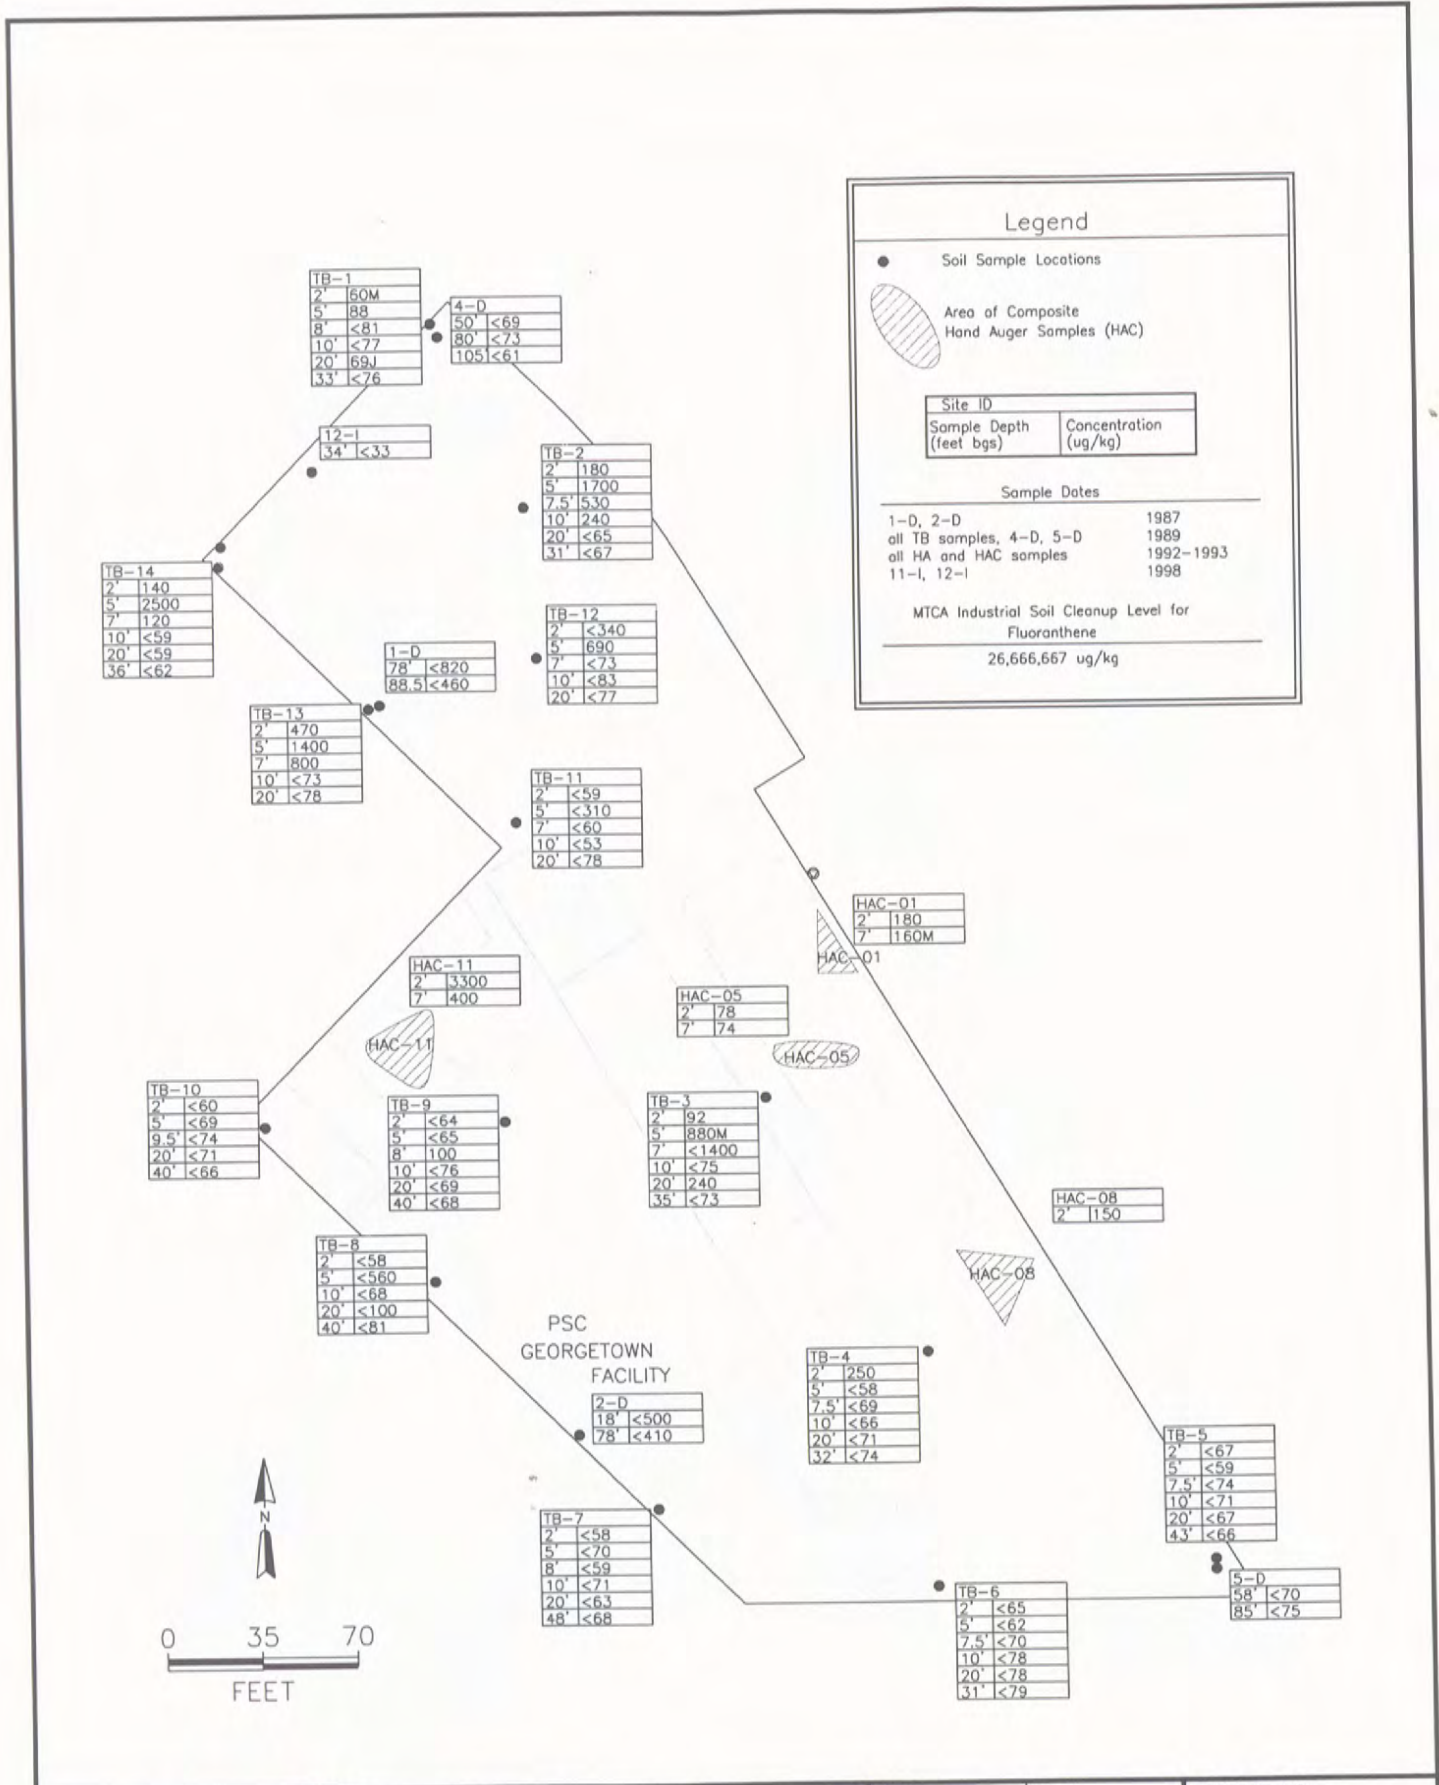 Legend
Soil Sample Locations
Area of Composite
Hand Auger Samples (HAC)
Site ID
Sample Depth Concentration
(feet bgs) (ug/kg)
Sample Dates
1-D, 2-D 1987
all TB samples, 4-D, 5-D 1989
all HA and HAC samples 1992-1993
11-I, 12-I 1998
MTCA Industrial Soil Cleanup Level for
Fluoranthene
26,666,667 ug/kg
TB-1
2' 60M
5' 88
8' <81
10' <77
20' 69J
33' <76
4-D
50' <69
80' <73
105' <61
12-I
34' <33
TB-2
2' 180
5' 1700
7.5' 530
10' 240
20' <65
31' <67
TB-14
2' 140
5' 2500
7' 120
10' <59
20' <59
36' <62
TB-12
2' <340
5' 690
7' <73
10' <83
20' <77
1-D
78' <820
88.5 <460
TB-13
2' 470
5' 1400
7' 800
10' <73
20' <78
TB-11
2' <59
5' <310
7' <60
10' <53
20' <78
HAC-01
2' 180
7' 160M
HAC-01
HAC-11
2' 3300
7' 400
HAC-11
HAC-05
2' 78
7' 74
HAC-05
TB-10
2' <60
5' <69
9.5' <74
20' <71
40' <66
TB-9
2' <64
5' <65
8' 100
10' <76
20' <69
40' <68
TB-3
2' 92
5' 880M
7' <1400
10' <75
20' 240
35' <73
HAC-08
2' 150
HAC-08
TB-8
2' <58
5' <560
10' <68
20' <100
40' <81
PSC
GEORGETOWN
FACILITY
2-D
18' <500
78' <410
TB-4
2' 250
5' <58
7.5' <69
10' <66
20' <71
32' <74
TB-5
2' <67
5' <59
7.5' <74
10' <71
20' <67
43' <66
5-D
58' <70
85' <75
TB-7
2' <58
5' <70
8' <59
10' <71
20' <63
48' <68
TB-6
2' <65
5' <62
7.5' <70
10' <78
20' <78
31' <79
N
0 35 70
FEET